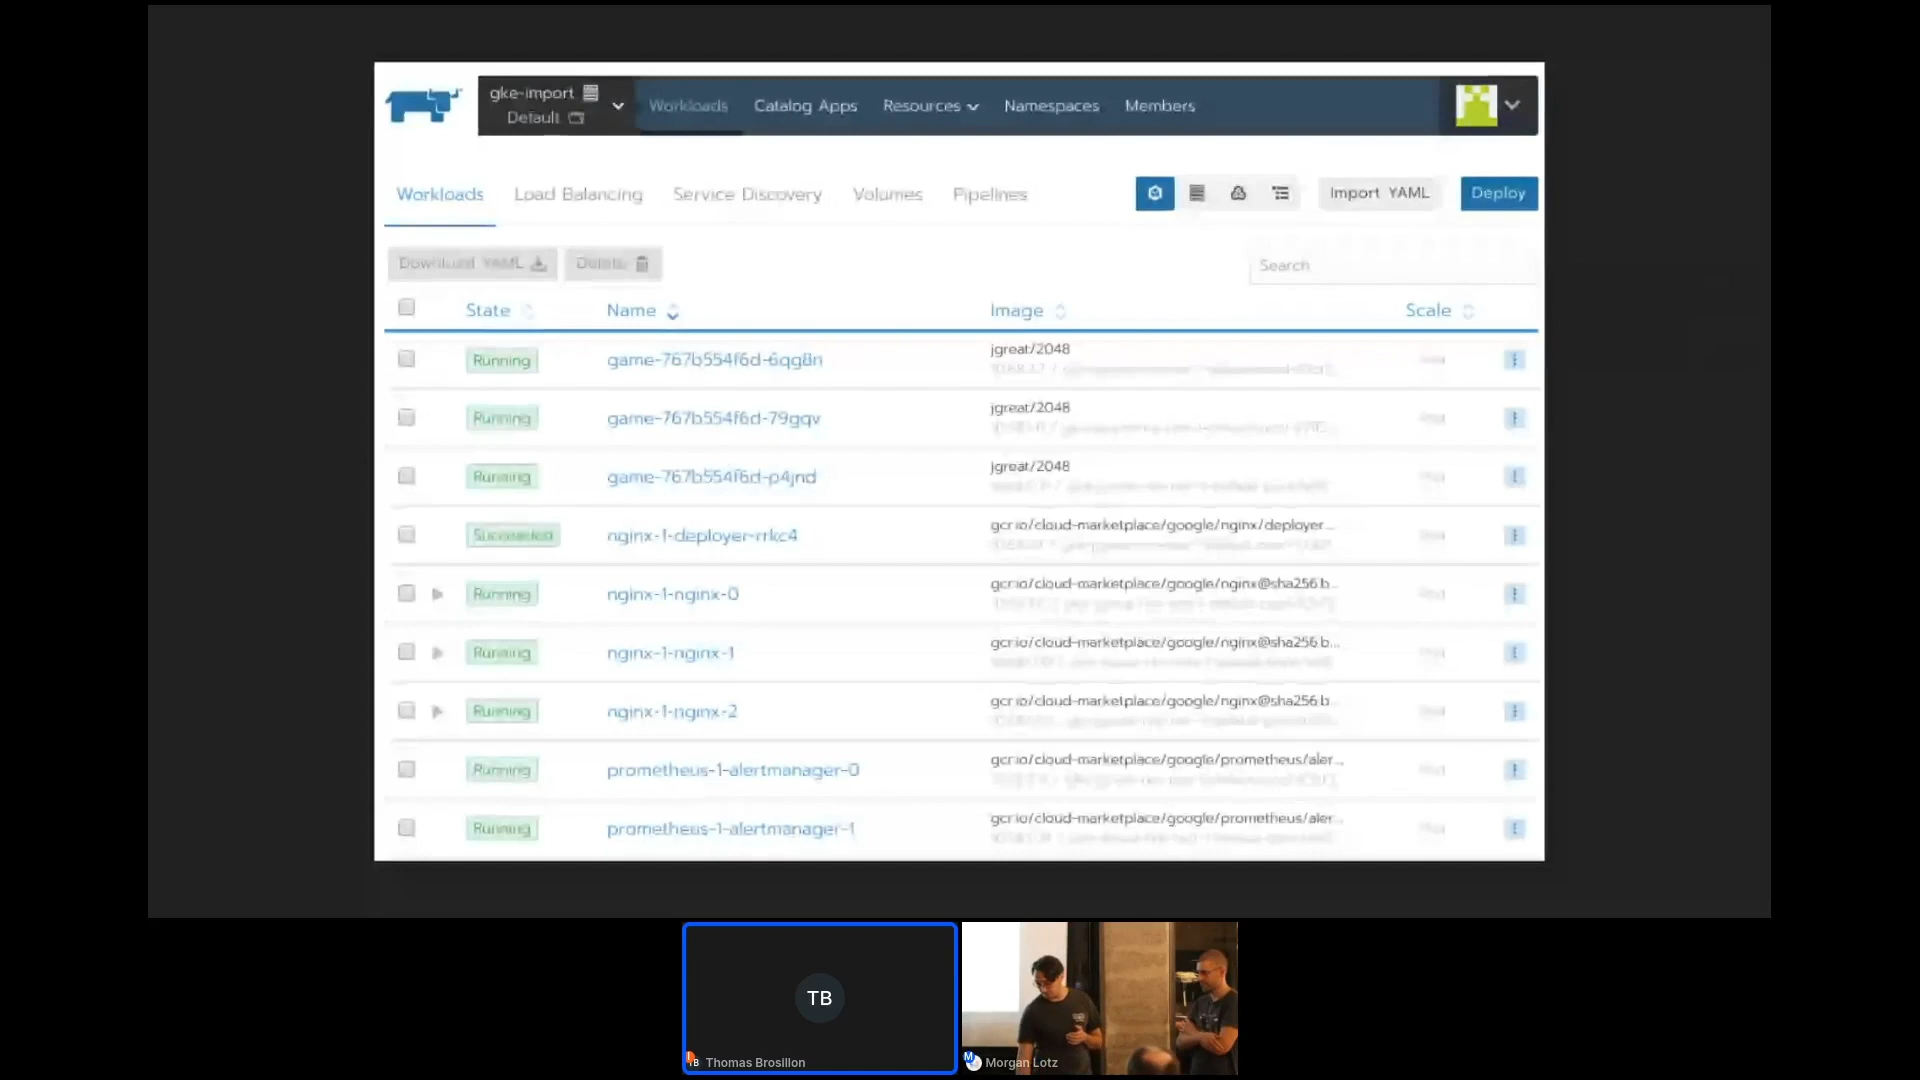 gke-import
Default
Workloads Catalog Apps Resources Namespaces Members
Workloads Load Balancing Service Discovery Volumes Pipelines Import YAML Deploy
Download YAML Delete Search
State Name Image Scale
Running game-767b554f6d-6qg8n jgreat/2048
Running game-767b554f6d-79gqv jgreat/2048
Running game-767b554f6d-p4jnd jgreat/2048
Succeeded nginx-1-deployer-rrkc4 gcr.io/cloud-marketplace/google/nginx/deployer...
Running nginx-1-nginx-0 gcr.io/cloud-marketplace/google/nginx@sha256:b...
Running nginx-1-nginx-1 gcr.io/cloud-marketplace/google/nginx@sha256:b...
Running nginx-1-nginx-2 gcr.io/cloud-marketplace/google/nginx@sha256:b...
Running prometheus-1-alertmanager-0 gcr.io/cloud-marketplace/google/prometheus/aler...
Running prometheus-1-alertmanager-1 gcr.io/cloud-marketplace/google/prometheus/aler...
TB
TB Thomas Brosillon
M Morgan Lotz